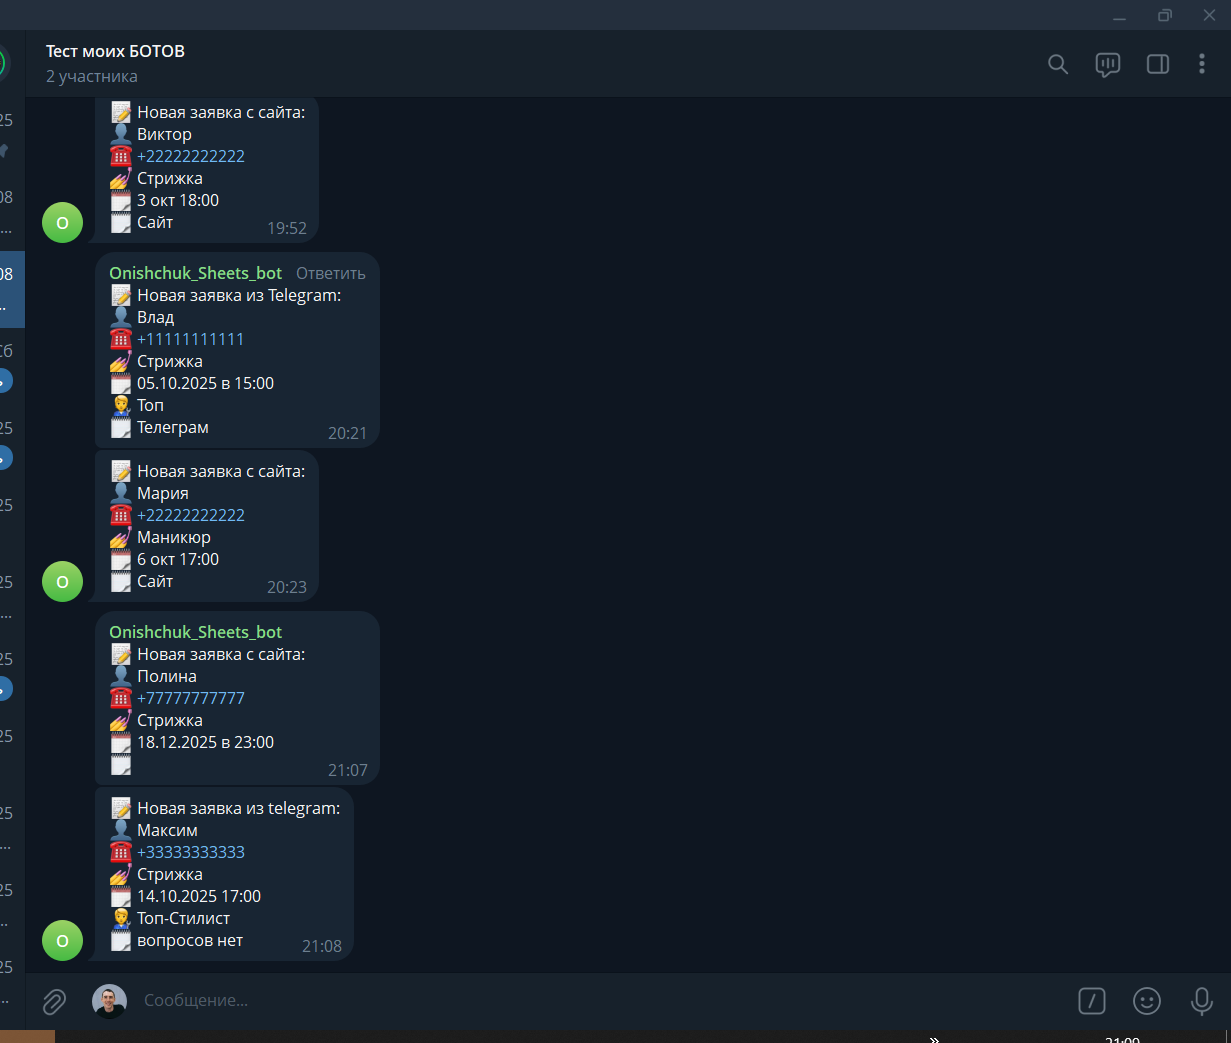 Тест моих БОТОВ
2 участника
Новая заявка с сайта:
Виктор
+22222222222
Стрижка
3 окт 18:00
Сайт
19:52
О
Onishchuk_Sheets_bot Ответить
Новая заявка из Telegram:
Влад
+11111111111
Стрижка
05.10.2025 в 15:00
Топ
Телеграм
20:21
Новая заявка с сайта:
Мария
+22222222222
Маникюр
6 окт 17:00
Сайт
20:23
О
Onishchuk_Sheets_bot
Новая заявка с сайта:
Полина
+77777777777
Стрижка
18.12.2025 в 23:00
21:07
Новая заявка из telegram:
Максим
+33333333333
Стрижка
14.10.2025 17:00
Топ-Стилист
вопросов нет
21:08
О
Сообщение...